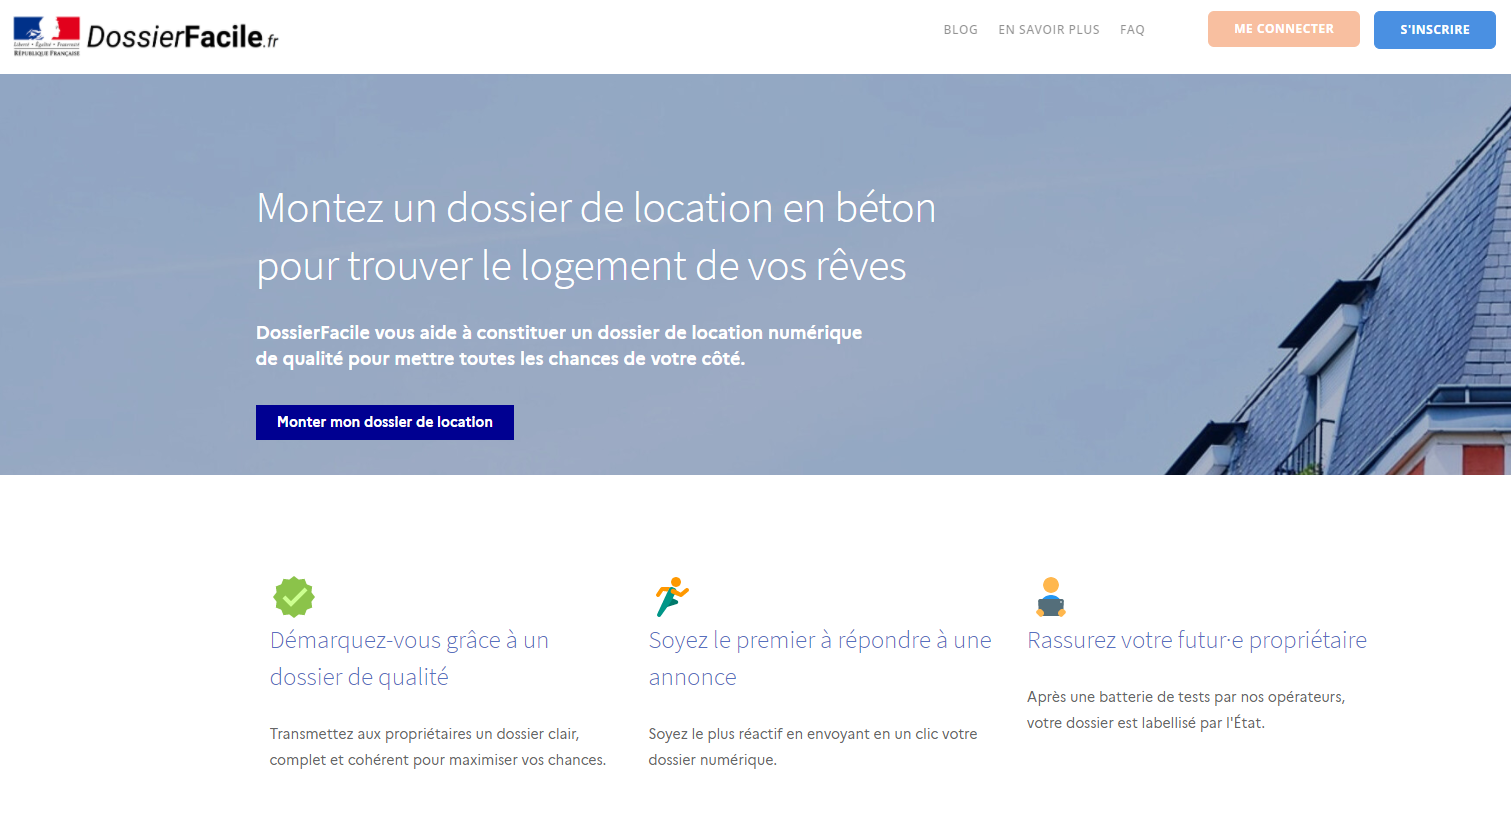 Liberté • Égalité • Fraternité
RÉPUBLIQUE FRANÇAISE
DossierFacile.fr
BLOG EN SAVOIR PLUS FAQ ME CONNECTER S'INSCRIRE
Montez un dossier de location en béton
pour trouver le logement de vos rêves
DossierFacile vous aide à constituer un dossier de location numérique
de qualité pour mettre toutes les chances de votre côté.
Monter mon dossier de location
Démarquez-vous grâce à un
dossier de qualité
Transmettez aux propriétaires un dossier clair,
complet et cohérent pour maximiser vos chances.
Soyez le premier à répondre à une
annonce
Soyez le plus réactif en envoyant en un clic votre
dossier numérique.
Rassurez votre futur·e propriétaire
Après une batterie de tests par nos opérateurs,
votre dossier est labellisé par l'État.